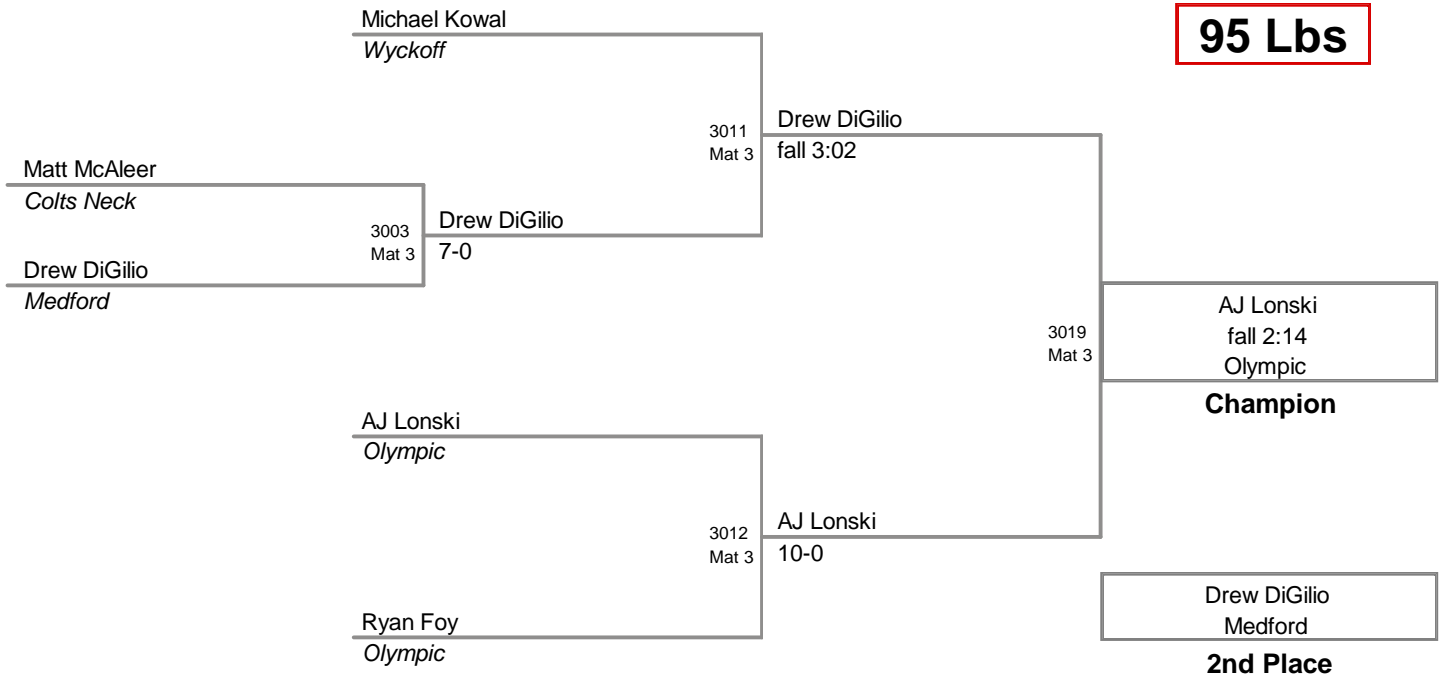 Michael Kowal
Wyckoff
95 Lbs
3011
Mat 3
Drew DiGilio
fall 3:02
Matt McAleer
Colts Neck
3003
Mat 3
Drew DiGilio
7-0
Drew DiGilio
Medford
3019
Mat 3
AJ Lonski
fall 2:14
Olympic
Champion
AJ Lonski
Olympic
3012
Mat 3
AJ Lonski
10-0
Ryan Foy
Olympic
Drew DiGilio
Medford
2nd Place